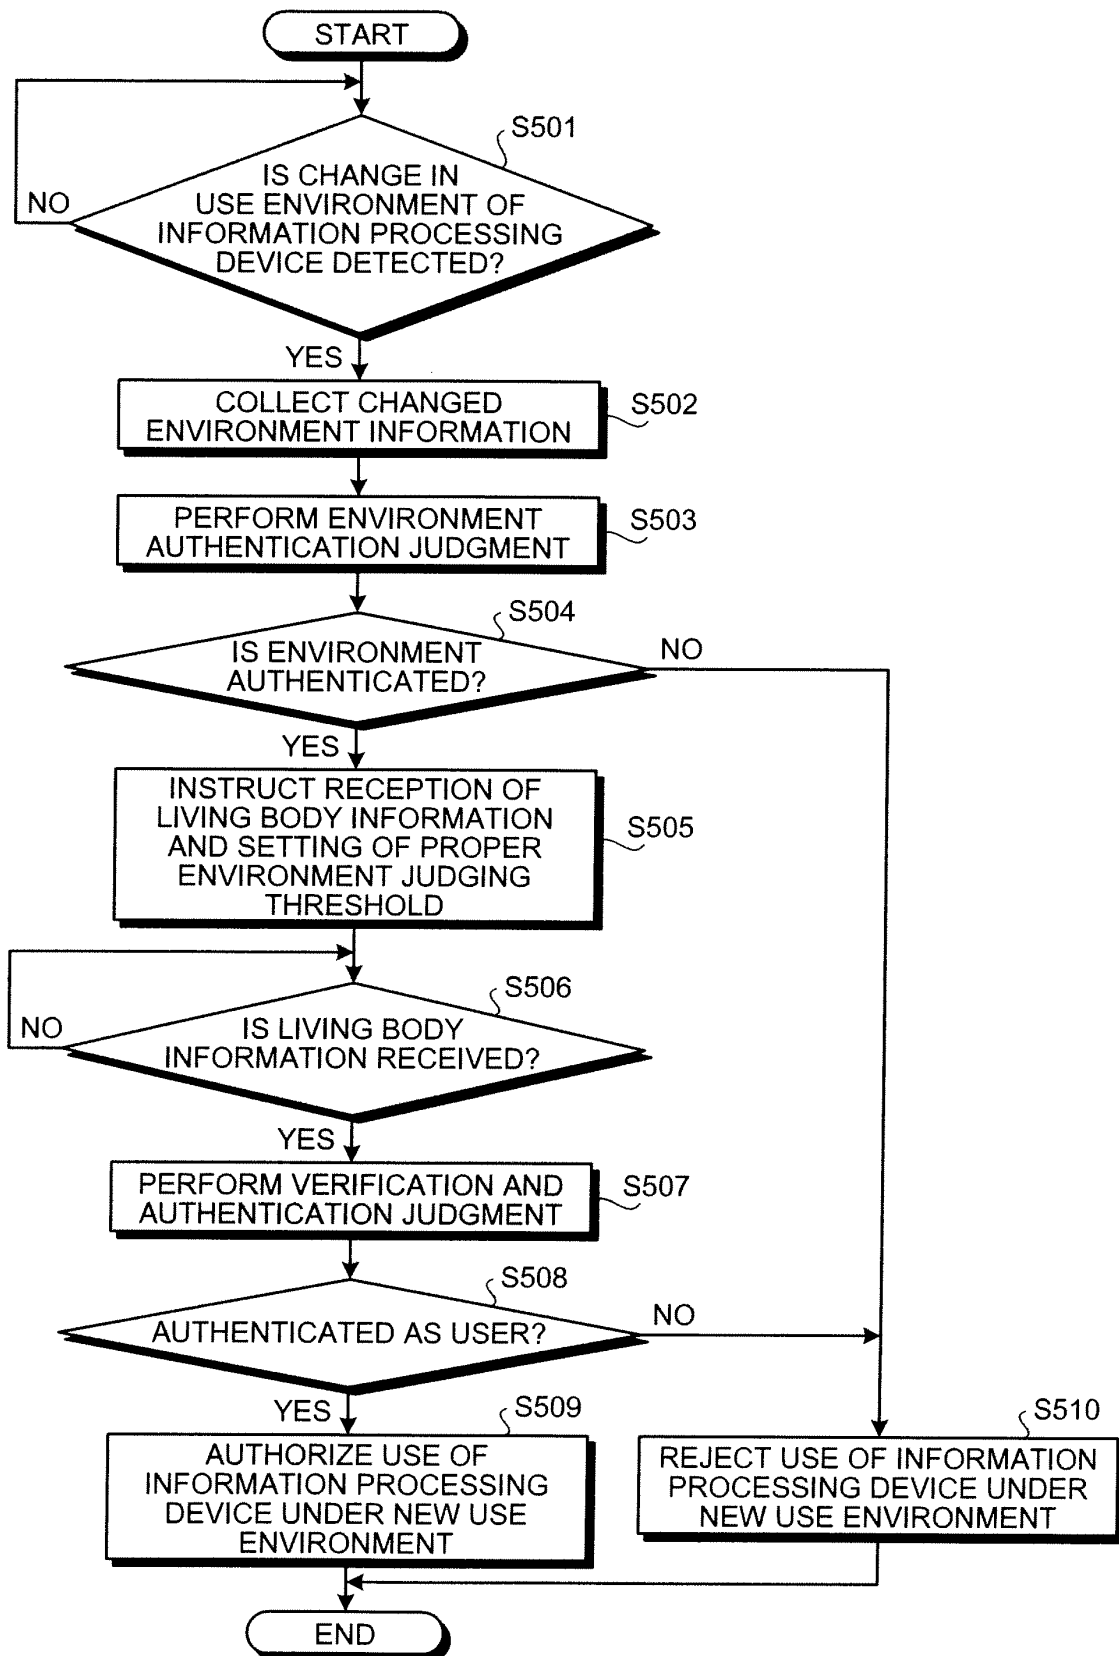 START
S501
IS CHANGE IN
USE ENVIRONMENT OF
INFORMATION PROCESSING
DEVICE DETECTED?
NO
YES
COLLECT CHANGED
ENVIRONMENT INFORMATION
S502
PERFORM ENVIRONMENT
AUTHENTICATION JUDGMENT
S503
S504
IS ENVIRONMENT
AUTHENTICATED?
NO
YES
INSTRUCT RECEPTION OF
LIVING BODY INFORMATION
AND SETTING OF PROPER
ENVIRONMENT JUDGING
THRESHOLD
S505
S506
IS LIVING BODY
INFORMATION RECEIVED?
NO
YES
PERFORM VERIFICATION AND
AUTHENTICATION JUDGMENT
S507
S508
AUTHENTICATED AS USER?
NO
YES
S509
AUTHORIZE USE OF
INFORMATION PROCESSING
DEVICE UNDER NEW USE
ENVIRONMENT
S510
REJECT USE OF INFORMATION
PROCESSING DEVICE UNDER
NEW USE ENVIRONMENT
END